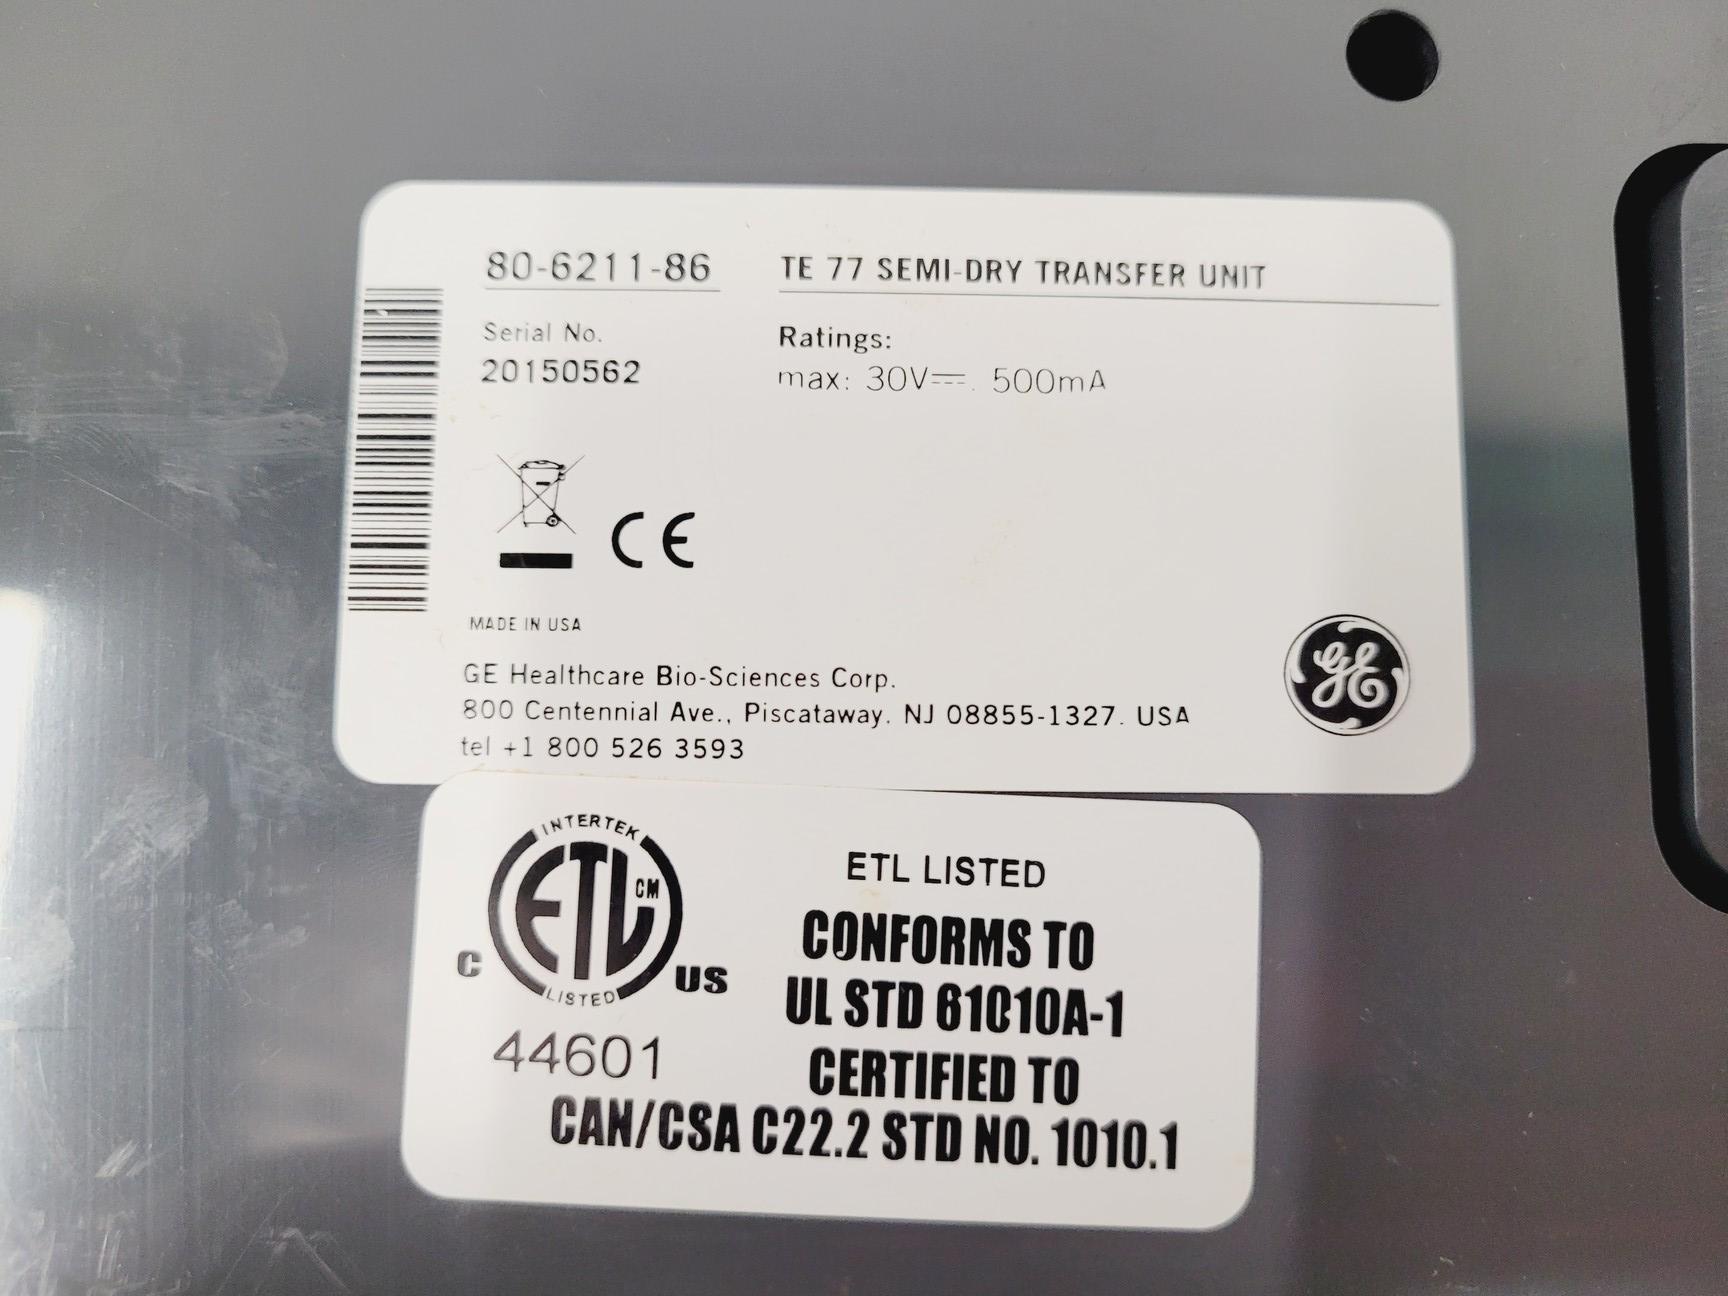 80-6211-86
TE 77 SEMI-DRY TRANSFER UNIT
Serial No.
20150562
Ratings:
max: 30V⎓. 500mA
CE
MADE IN USA
GE Healthcare Bio-Sciences Corp.
800 Centennial Ave., Piscataway. NJ 08855-1327. USA
tel +1 800 526 3593
GE
INTERTEK
ETL CM
C US
LISTED
44601
ETL LISTED
CONFORMS TO
UL STD 61010A-1
CERTIFIED TO
CAN/CSA C22.2 STD NO. 1010.1